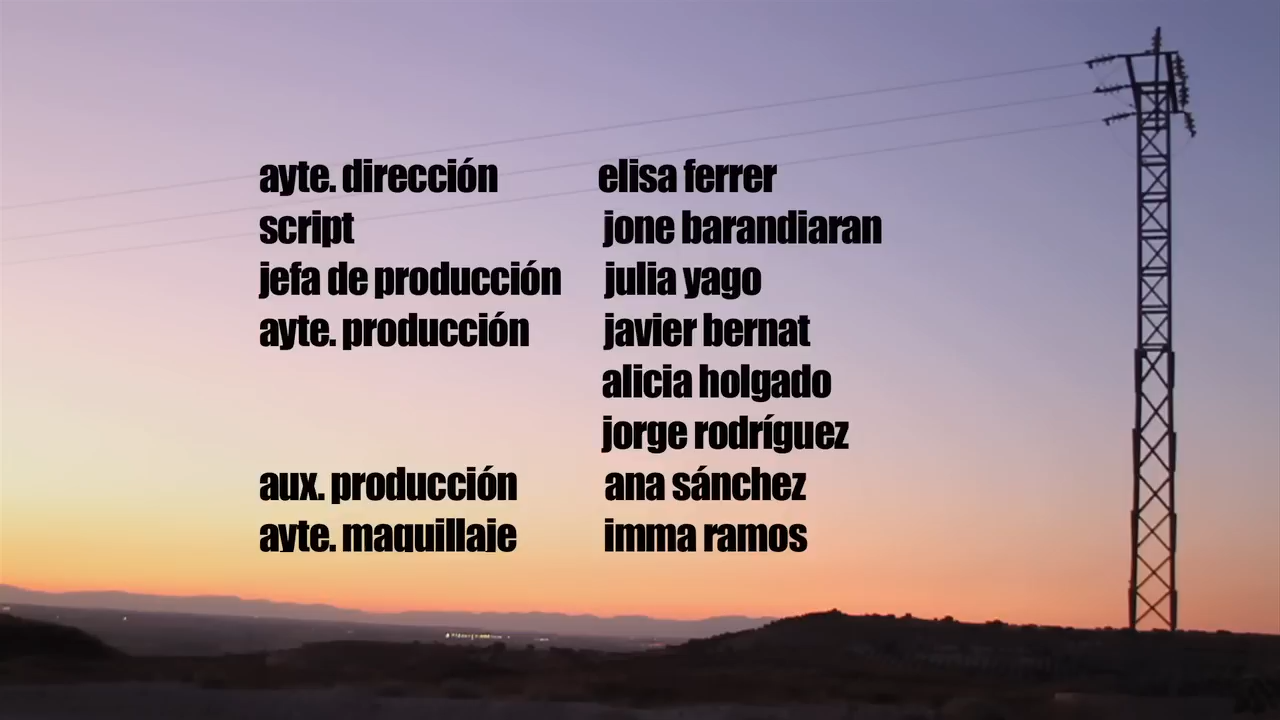 ayte. dirección elisa ferrer
script jone barandiaran
jefa de producción julia yago
ayte. producción javier bernat
alicia holgado
jorge rodríguez
aux. producción ana sánchez
ayte. maquillaje imma ramos